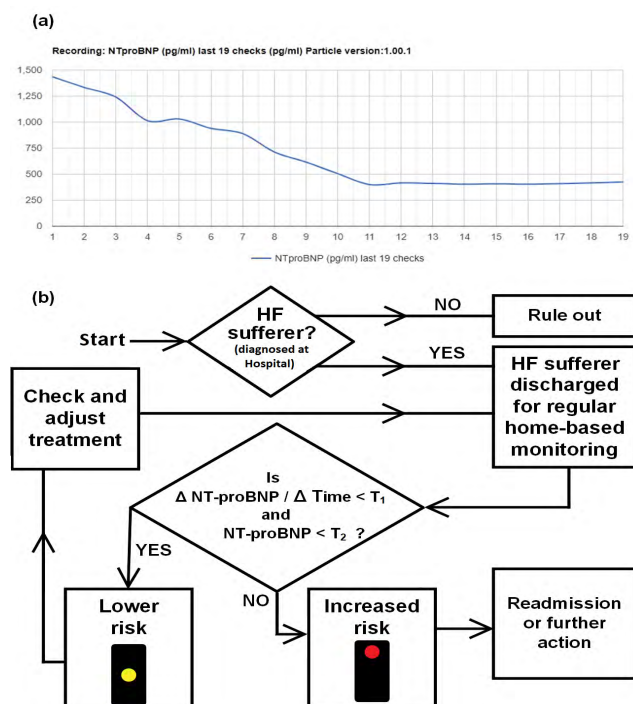 (a)
Recording: NTproBNP (pg/ml) last 19 checks (pg/ml) Particle version:1.00.1
1,500
1,250
1,000
750
500
250
0
1 2 3 4 5 6 7 8 9 10 11 12 13 14 15 16 17 18 19
NTproBNP (pg/ml) last 19 checks
(b)
Start
HF
sufferer?
(diagnosed at
Hospital)
NO
Rule out
YES
HF sufferer
discharged
for regular
home-based
monitoring
Check and
adjust
treatment
Is
Δ NT-proBNP / Δ Time < T₁
and
NT-proBNP < T₂ ?
YES
NO
Lower
risk
Increased
risk
Readmission
or further
action